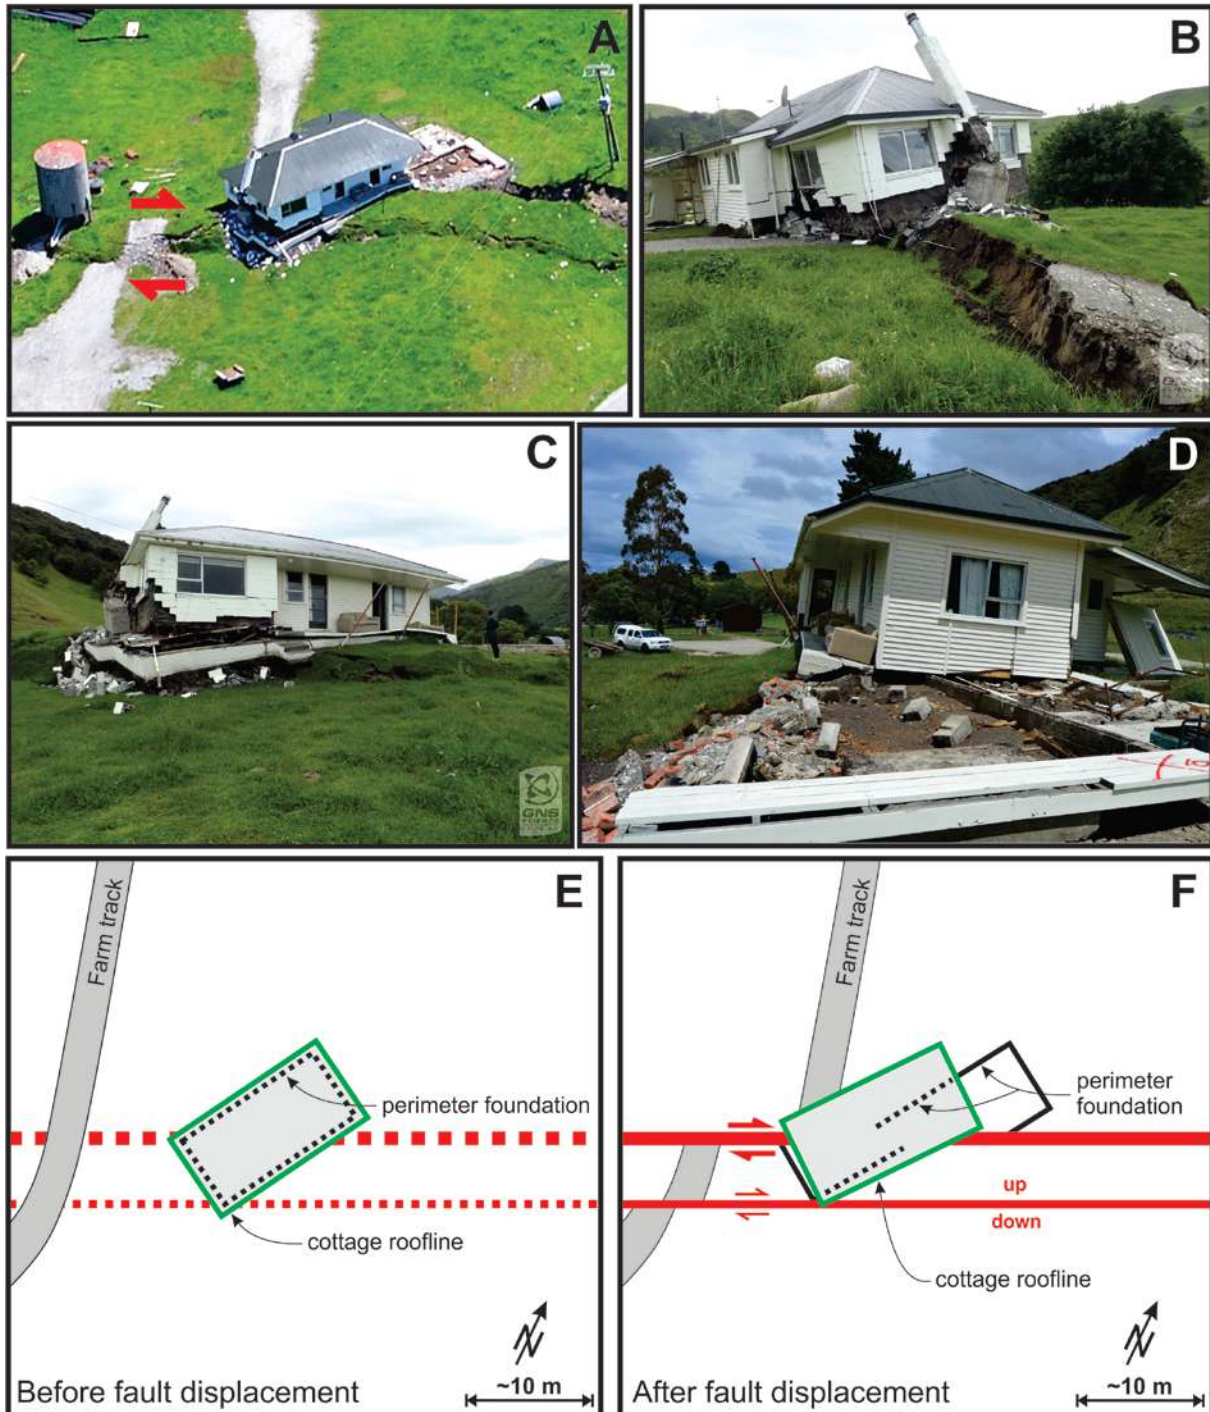 A
B
C
GNS
D
E
Farm track
perimeter foundation
cottage roofline
N
~10 m
Before fault displacement
F
Farm track
perimeter
foundation
up
down
cottage roofline
N
~10 m
After fault displacement